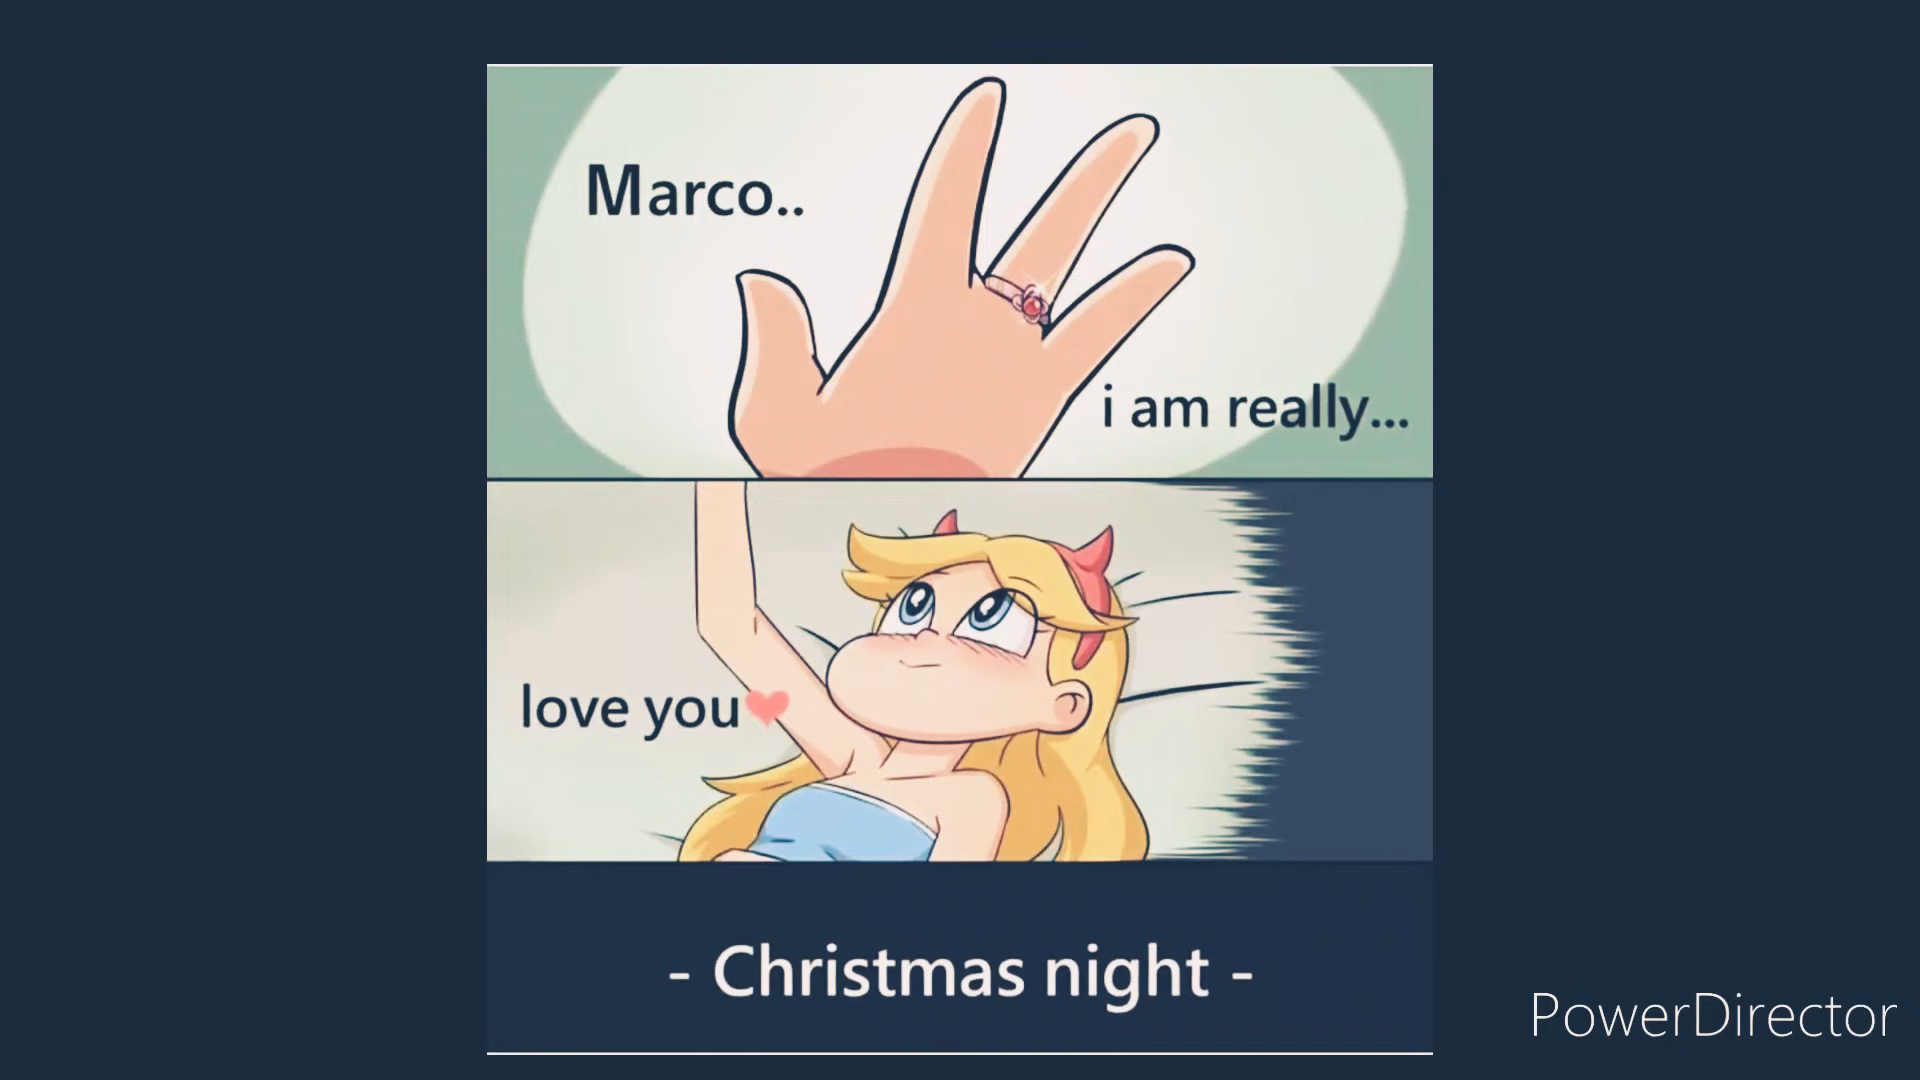 Marco..
i am really...
love you
- Christmas night -
PowerDirector